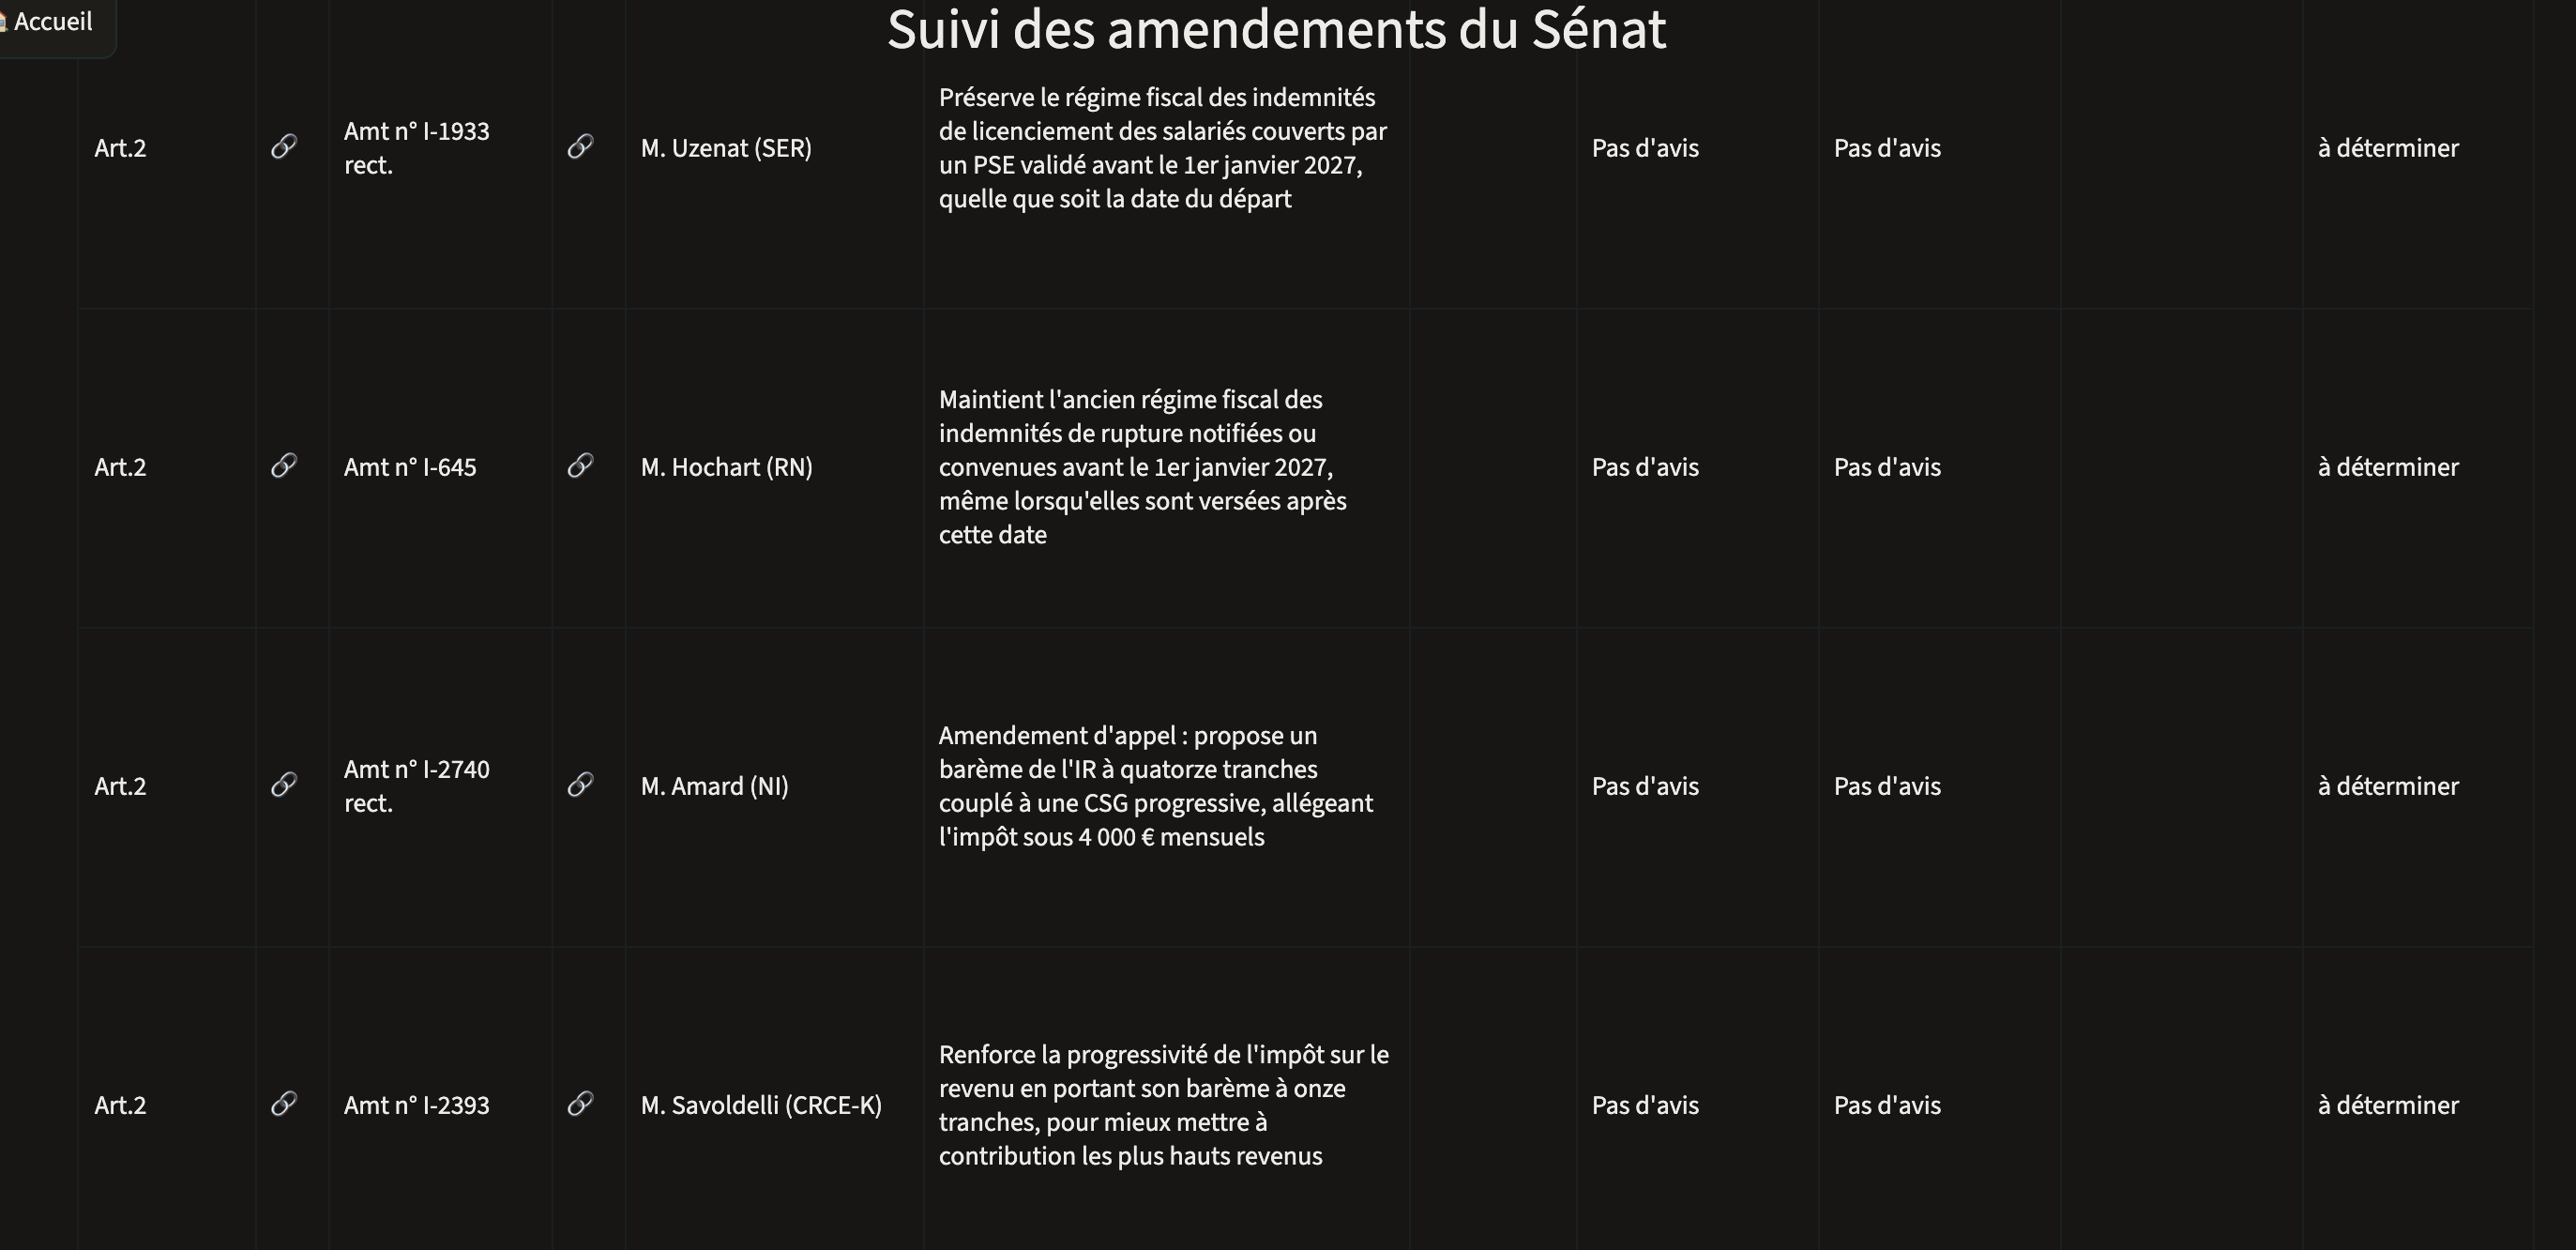 Accueil
Suivi des amendements du Sénat
Art.2
Amt n° I-1933
rect.
M. Uzenat (SER)
Préserve le régime fiscal des indemnités
de licenciement des salariés couverts par
un PSE validé avant le 1er janvier 2027,
quelle que soit la date du départ
Pas d'avis
Pas d'avis
à déterminer
Art.2
Amt n° I-645
M. Hochart (RN)
Maintient l'ancien régime fiscal des
indemnités de rupture notifiées ou
convenues avant le 1er janvier 2027,
même lorsqu'elles sont versées après
cette date
Pas d'avis
Pas d'avis
à déterminer
Art.2
Amt n° I-2740
rect.
M. Amard (NI)
Amendement d'appel : propose un
barème de l'IR à quatorze tranches
couplé à une CSG progressive, allégeant
l'impôt sous 4 000 € mensuels
Pas d'avis
Pas d'avis
à déterminer
Art.2
Amt n° I-2393
M. Savoldelli (CRCE-K)
Renforce la progressivité de l'impôt sur le
revenu en portant son barème à onze
tranches, pour mieux mettre à
contribution les plus hauts revenus
Pas d'avis
Pas d'avis
à déterminer